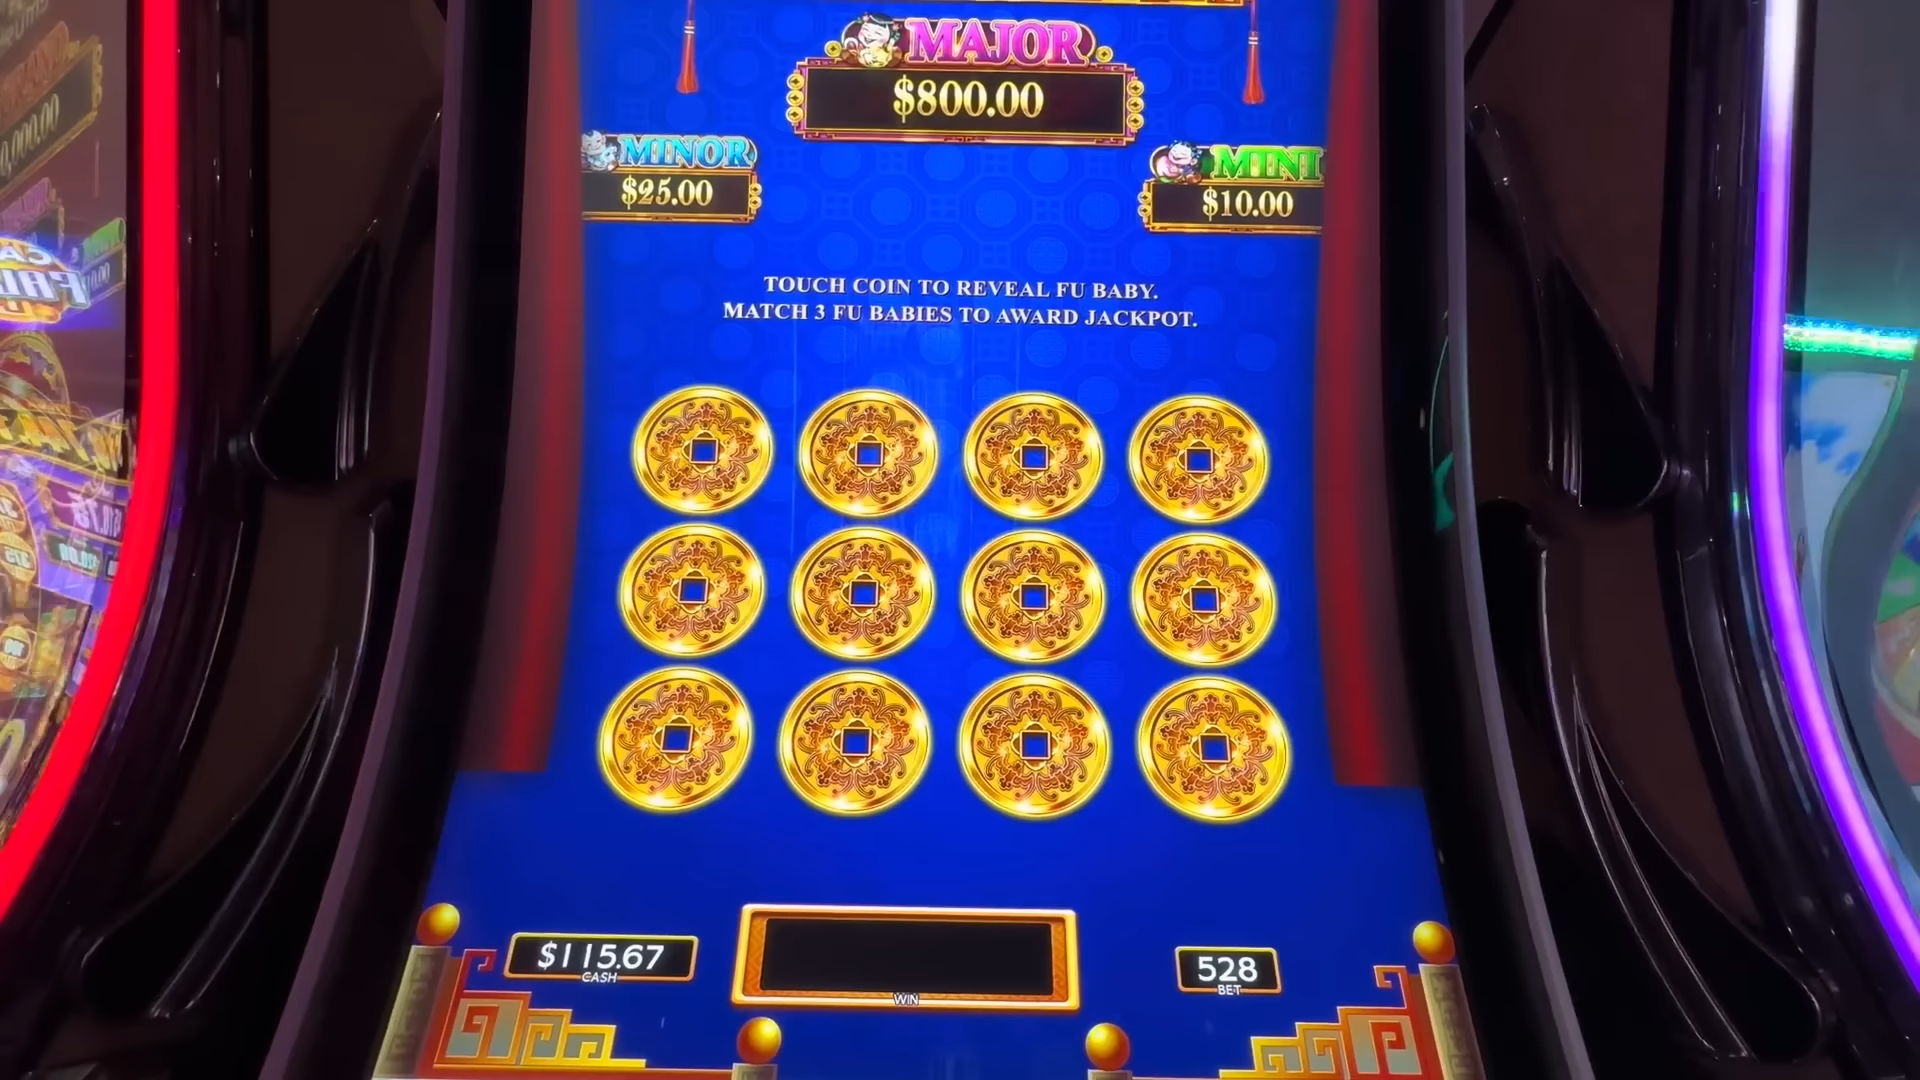 MAJOR
$800.00
MINOR
$25.00
MINI
$10.00
TOUCH COIN TO REVEAL FU BABY.
MATCH 3 FU BABIES TO AWARD JACKPOT.
$115.67
CASH
WIN
528
BET